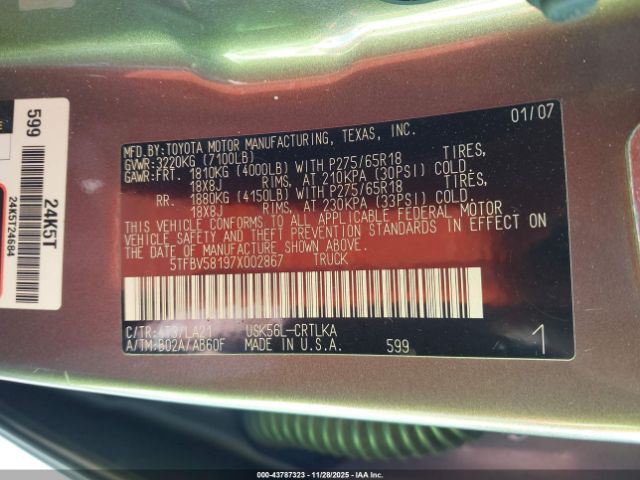 599
24K5T
24K5T24684
01/07
MFD.BY:TOYOTA MOTOR MANUFACTURING, TEXAS, INC.
GVWR:3220KG (7100LB)
GAWR:FRT. 1810KG (4000LB) WITH P275/65R18 TIRES,
18X8J RIMS, AT 210KPA (30PSI) COLD
RR. 1880KG (4150LB) WITH P275/65R18 TIRES,
18X8J RIMS, AT 230KPA (33PSI) COLD.
THIS VEHICLE CONFORMS TO ALL APPLICABLE FEDERAL MOTOR
VEHICLE SAFETY AND THEFT PREVENTION STANDARDS IN EFFECT ON
THE DATE OF MANUFACTURE SHOWN ABOVE.
5TFBV58197X002867 TRUCK
C/TR:4T3/LA21 USK56L-CRTLKA
A/TM:B02A/AB60F MADE IN U.S.A. 599
1
IAA
© COPYRIGHT 2025 - 43787323 - 11/28/2025 - IAA, INC.